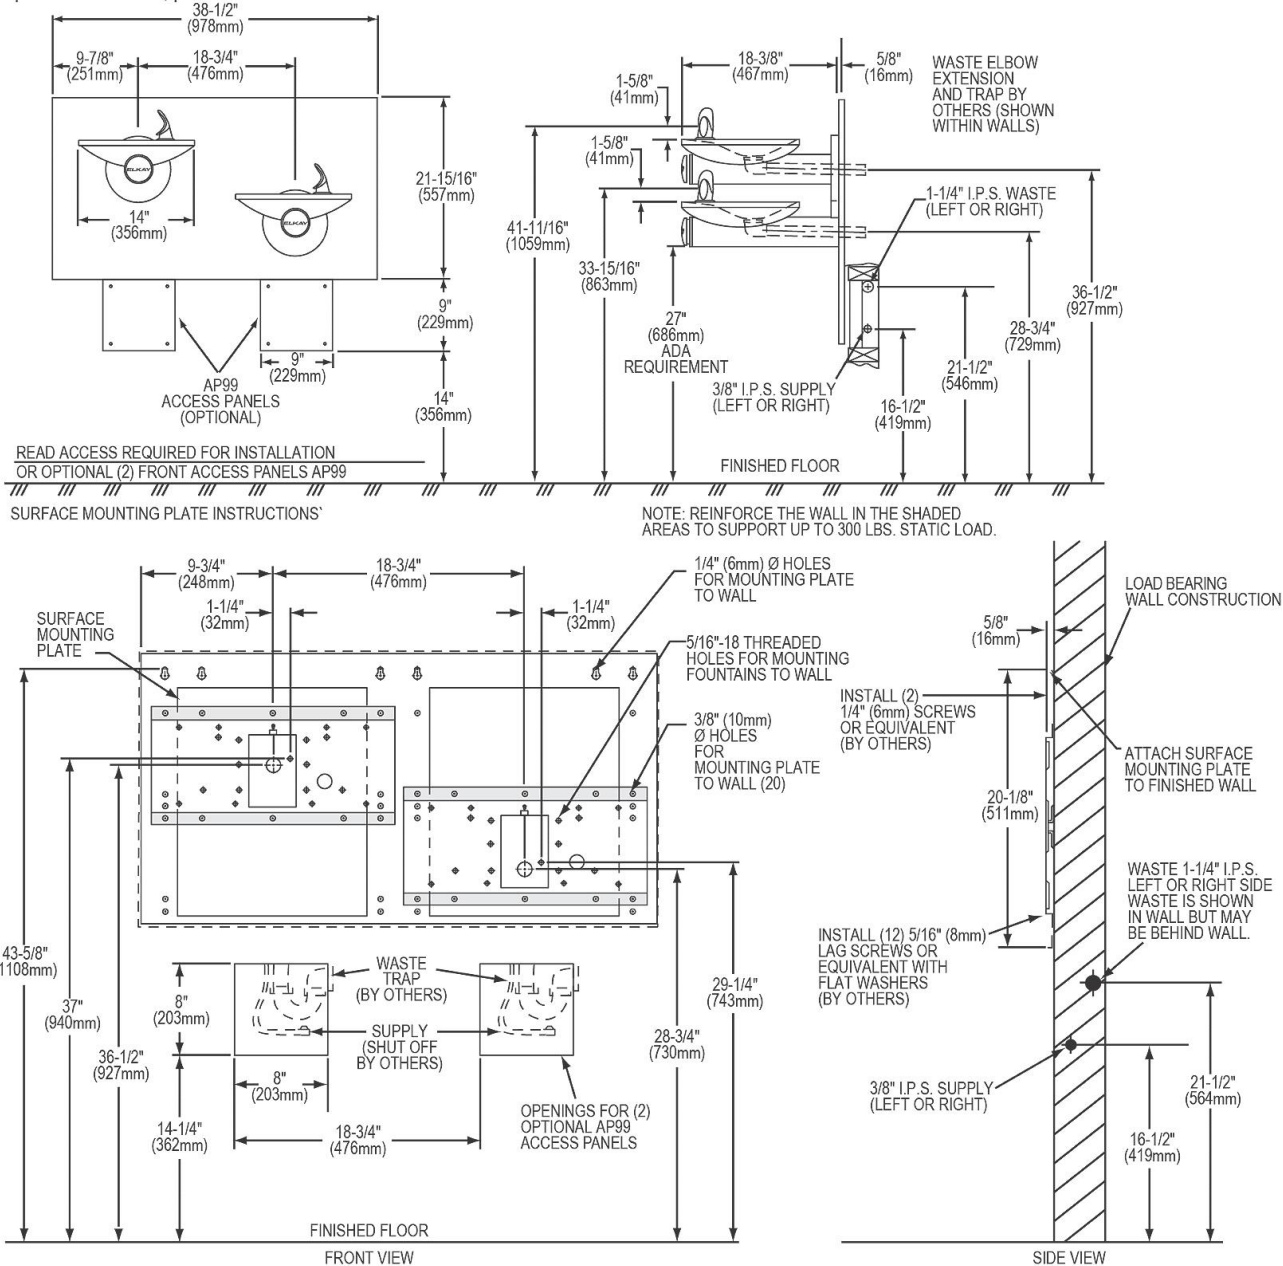 38-1/2"
(978mm)
9-7/8"
(251mm)
18-3/4"
(476mm)
ELKAY
ELKAY
14"
(356mm)
21-15/16"
(557mm)
9"
(229mm)
9"
(229mm)
14"
(356mm)
AP99
ACCESS PANELS
(OPTIONAL)
READ ACCESS REQUIRED FOR INSTALLATION
OR OPTIONAL (2) FRONT ACCESS PANELS AP99
18-3/8"
(467mm)
5/8"
(16mm)
1-5/8"
(41mm)
1-5/8"
(41mm)
WASTE ELBOW
EXTENSION
AND TRAP BY
OTHERS (SHOWN
WITHIN WALLS)
1-1/4" I.P.S. WASTE
(LEFT OR RIGHT)
41-11/16"
(1059mm)
33-15/16"
(863mm)
27"
(686mm)
ADA
REQUIREMENT
3/8" I.P.S. SUPPLY
(LEFT OR RIGHT)
36-1/2"
(927mm)
28-3/4"
(729mm)
21-1/2"
(546mm)
16-1/2"
(419mm)
FINISHED FLOOR
SURFACE MOUNTING PLATE INSTRUCTIONS`
NOTE: REINFORCE THE WALL IN THE SHADED
AREAS TO SUPPORT UP TO 300 LBS. STATIC LOAD.
9-3/4"
(248mm)
18-3/4"
(476mm)
1-1/4"
(32mm)
1-1/4"
(32mm)
SURFACE
MOUNTING
PLATE
1/4" (6mm) Ø HOLES
FOR MOUNTING PLATE
TO WALL
5/16"-18 THREADED
HOLES FOR MOUNTING
FOUNTAINS TO WALL
3/8" (10mm)
Ø HOLES
FOR
MOUNTING PLATE
TO WALL (20)
43-5/8"
1108mm)
37"
(940mm)
36-1/2"
(927mm)
8"
(203mm)
8"
(203mm)
14-1/4"
(362mm)
18-3/4"
(476mm)
WASTE
TRAP
(BY OTHERS)
SUPPLY
(SHUT OFF
BY OTHERS)
OPENINGS FOR (2)
OPTIONAL AP99
ACCESS PANELS
28-3/4"
(730mm)
29-1/4"
(743mm)
FINISHED FLOOR
FRONT VIEW
5/8"
(16mm)
LOAD BEARING
WALL CONSTRUCTION
INSTALL (2)
1/4" (6mm) SCREWS
OR EQUIVALENT
(BY OTHERS)
ATTACH SURFACE
MOUNTING PLATE
TO FINISHED WALL
20-1/8"
(511mm)
WASTE 1-1/4" I.P.S.
LEFT OR RIGHT SIDE
WASTE IS SHOWN
IN WALL BUT MAY
BE BEHIND WALL.
INSTALL (12) 5/16" (8mm)
LAG SCREWS OR
EQUIVALENT WITH
FLAT WASHERS
(BY OTHERS)
3/8" I.P.S. SUPPLY
(LEFT OR RIGHT)
21-1/2"
(564mm)
16-1/2"
(419mm)
SIDE VIEW